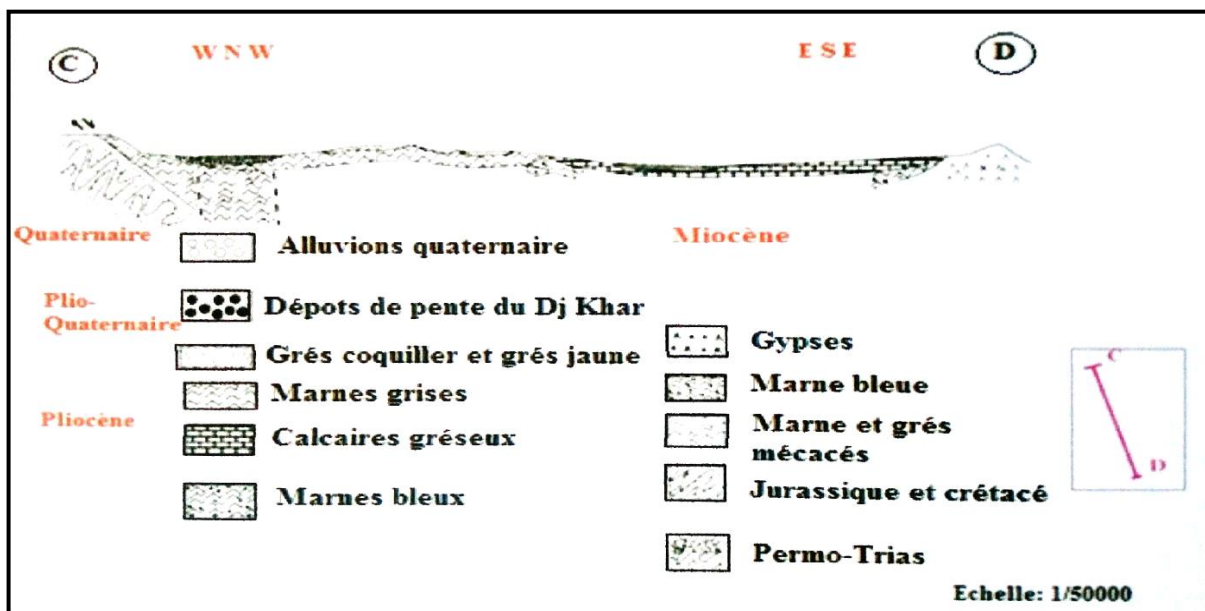 C
W N W
E S E
D
Quaternaire
Alluvions quaternaire
Plio-
Quaternaire
Dépots de pente du Dj Khar
Grés coquiller et grés jaune
Pliocène
Marnes grises
Calcaires gréseux
Marnes bleux
Miocène
Gypses
Marne bleue
Marne et grés
mécacés
Jurassique et crétacé
Permo-Trias
C
D
Echelle: 1/50000